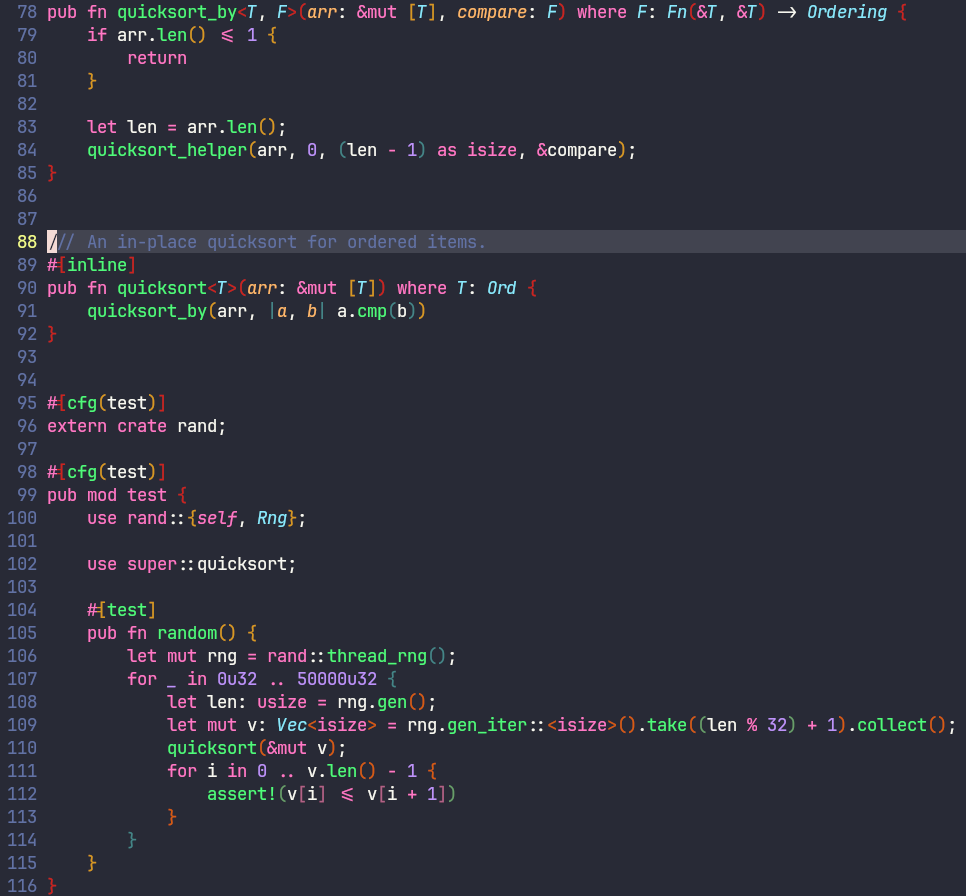 78 pub fn quicksort_by<T, F>(arr: &mut [T], compare: F) where F: Fn(&T, &T) -> Ordering {
79     if arr.len() <= 1 {
80         return
81     }
82
83     let len = arr.len();
84     quicksort_helper(arr, 0, (len - 1) as isize, &compare);
85 }
86
87
88 /// An in-place quicksort for ordered items.
89 #[inline]
90 pub fn quicksort<T>(arr: &mut [T]) where T: Ord {
91     quicksort_by(arr, |a, b| a.cmp(b))
92 }
93
94
95 #[cfg(test)]
96 extern crate rand;
97
98 #[cfg(test)]
99 pub mod test {
100     use rand::{self, Rng};
101
102     use super::quicksort;
103
104     #[test]
105     pub fn random() {
106         let mut rng = rand::thread_rng();
107         for _ in 0u32 .. 50000u32 {
108             let len: usize = rng.gen();
109             let mut v: Vec<isize> = rng.gen_iter::<isize>().take((len % 32) + 1).collect();
110             quicksort(&mut v);
111             for i in 0 .. v.len() - 1 {
112                 assert!(v[i] <= v[i + 1])
113             }
114         }
115     }
116 }